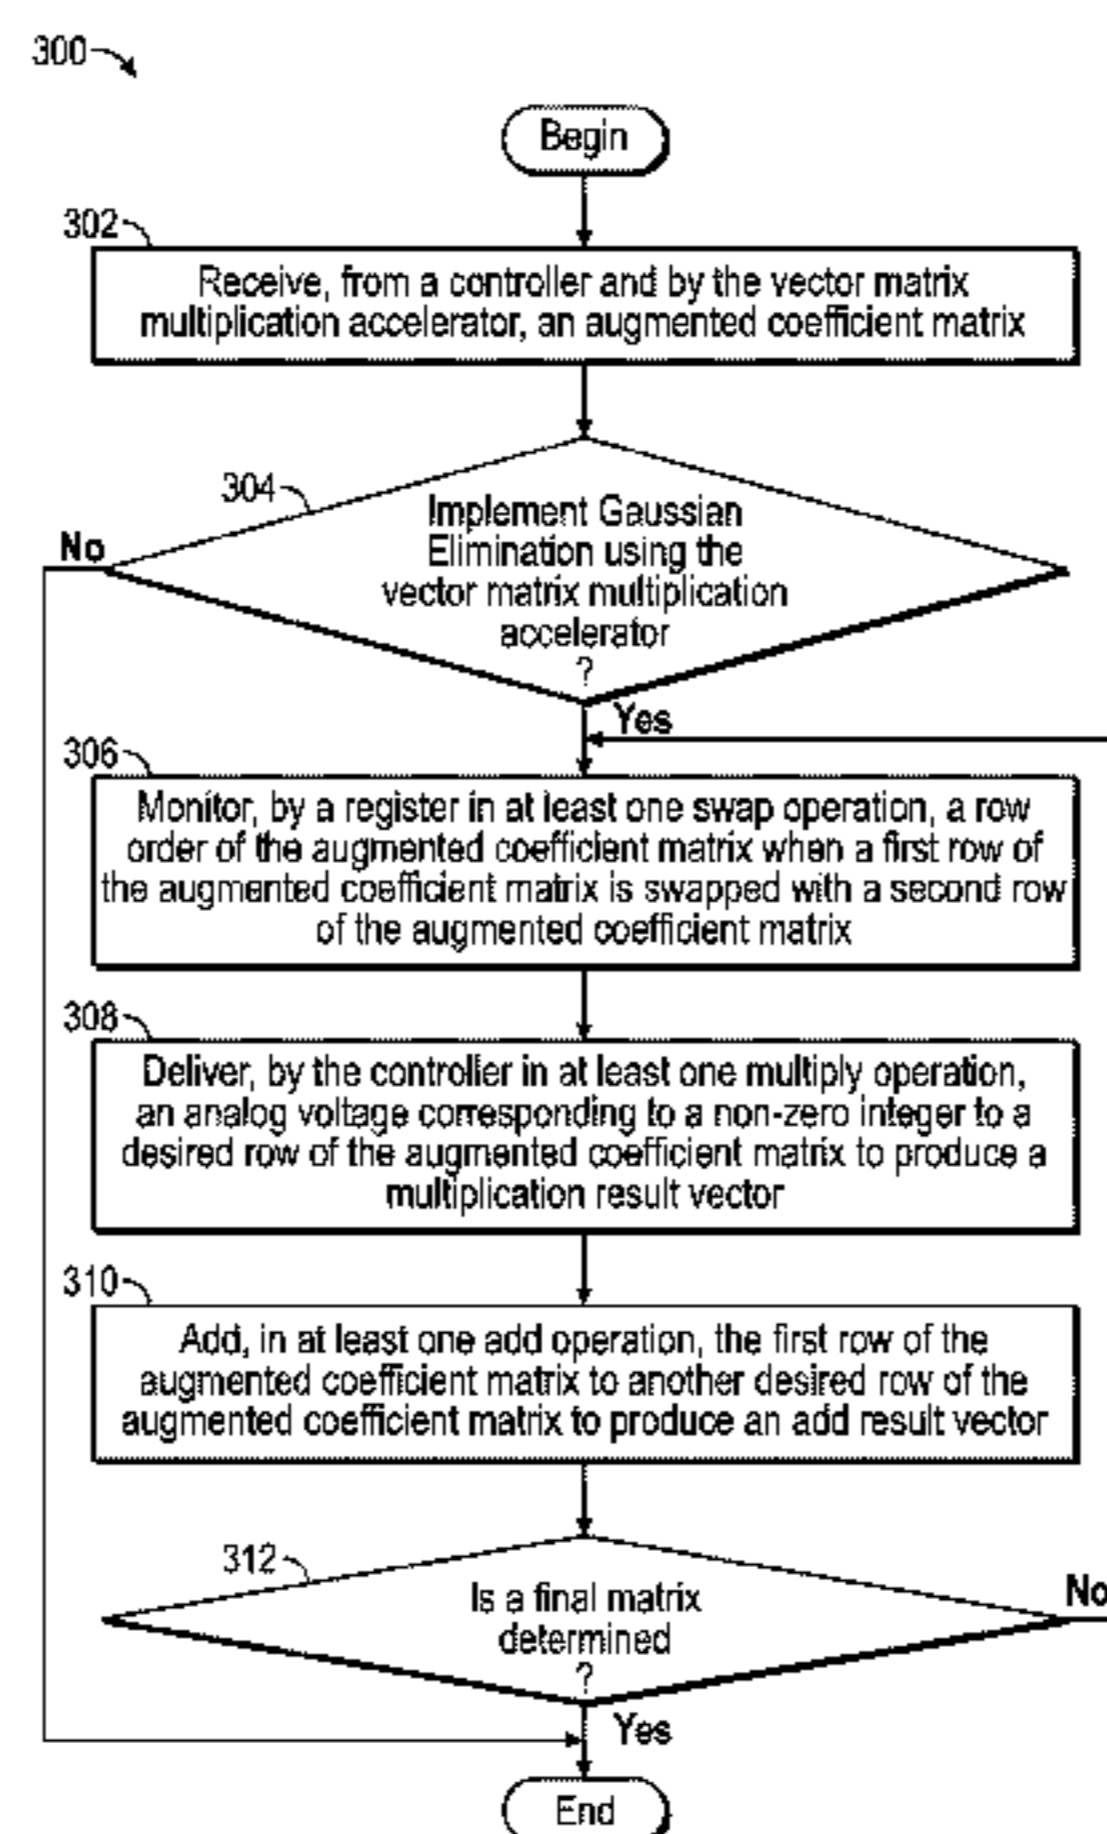 300
Begin
302
Receive, from a controller and by the vector matrix
multiplication accelerator, an augmented coefficient matrix
304
Implement Gaussian
Elimination using the
vector matrix multiplication
accelerator
?
No
Yes
306
Monitor, by a register in at least one swap operation, a row
order of the augmented coefficient matrix when a first row of
the augmented coefficient matrix is swapped with a second row
of the augmented coefficient matrix
308
Deliver, by the controller in at least one multiply operation,
an analog voltage corresponding to a non-zero integer to a
desired row of the augmented coefficient matrix to produce a
multiplication result vector
310
Add, in at least one add operation, the first row of the
augmented coefficient matrix to another desired row of the
augmented coefficient matrix to produce an add result vector
312
Is a final matrix
determined
?
No
Yes
End